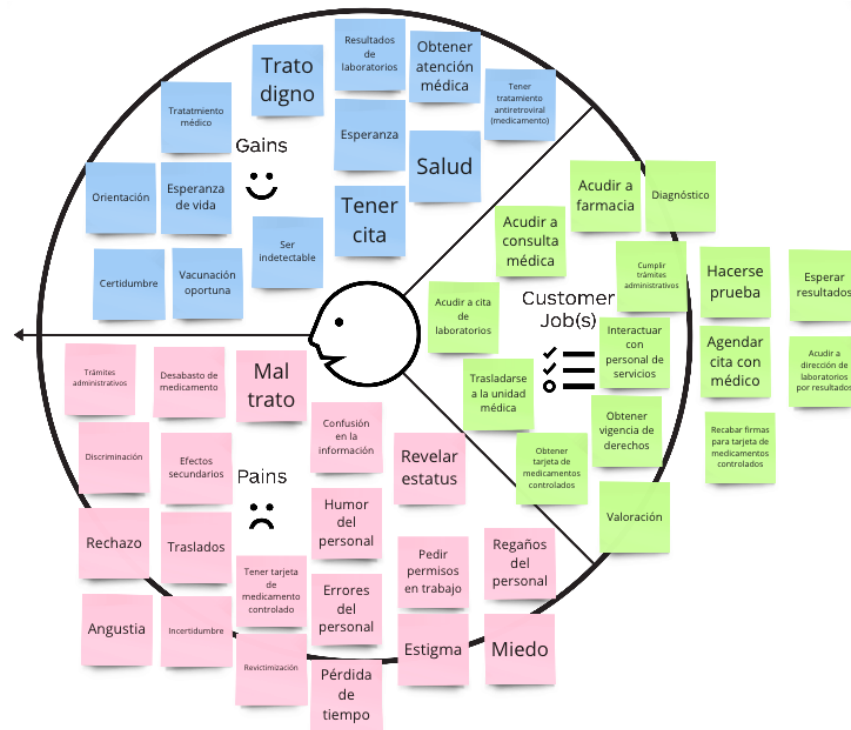 Trato
digno
Resultados
de
laboratorios
Obtener
atención
médica
Tener
tratamiento
antiretroviral
(medicamento)
Tratatmiento
médico
Gains
Esperanza
Salud
Orientación
Esperanza
de vida
Tener
cita
Ser
indetectable
Certidumbre
Vacunación
oportuna
Acudir a
farmacia
Diagnóstico
Acudir a
consulta
médica
Cumplir
trámites
administrativos
Hacerse
prueba
Esperar
resultados
Acudir a cita
de
laboratorios
Customer
Job(s)
Interactuar
con
personal de
servicios
Agendar
cita con
médico
Acudir a
dirección de
laboratorios
por resultados
Trasladarse
a la unidad
médica
Obtener
vigencia de
derechos
Recabar firmas
para tarjeta de
medicamentos
controlados
Obtener
tarjeta de
medicamentos
controlados
Valoración
Trámites
administrativos
Desabasto de
medicamento
Mal
trato
Confusión
en la
información
Revelar
estatus
Discriminación
Efectos
secundarios
Pains
Humor
del
personal
Rechazo
Traslados
Tener tarjeta
de
medicamento
controlado
Errores
del
personal
Pedir
permisos
en trabajo
Regaños
del
personal
Angustia
Incertidumbre
Revictimización
Pérdida
de
tiempo
Estigma
Miedo